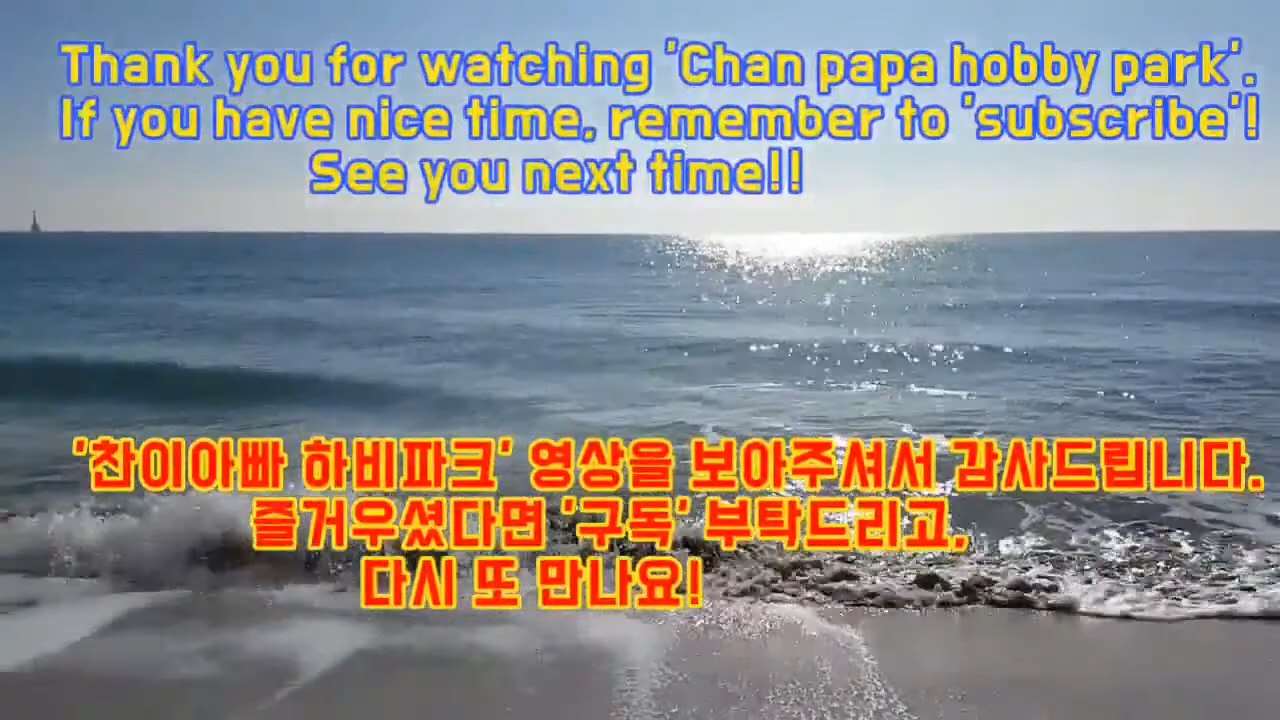 Thank you for watching 'Chan papa hobby park'.
If you have nice time, remember to 'subscribe'!
See you next time!!
'찬이아빠 하비파크' 영상을 보아주셔서 감사드립니다.
즐거우셨다면 '구독' 부탁드리고,
다시 또 만나요!